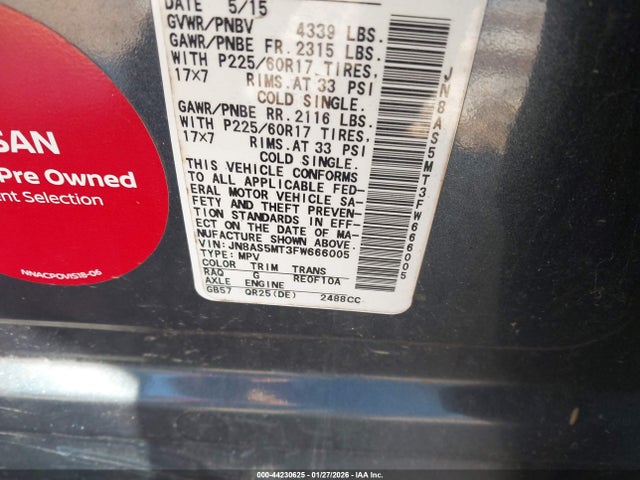 DATE 5/15
GVWR/PNBV 4339 LBS.
GAWR/PNBE FR. 2315 LBS.
WITH P225/60R17 TIRES,
17x7 RIMS.AT 33 PSI
COLD SINGLE.
GAWR/PNBE RR. 2116 LBS.
WITH P225/60R17 TIRES,
17x7 RIMS.AT 33 PSI
COLD SINGLE.
THIS VEHICLE CONFORMS
TO ALL APPLICABLE FED-
ERAL MOTOR VEHICLE SA-
FETY AND THEFT PREVEN-
TION STANDARDS IN EFF-
ECT ON THE DATE OF MA-
NUFACTURE SHOWN ABOVE.
VIN: JN8AS5MT3FW666005
TYPE: MPV
COLOR TRIM TRANS
RAQ G RE0F10A
AXLE ENGINE
GB57 QR25(DE) 2488CC
JN8AS5MT3FW666005
SAN
Pre Owned
nt Selection
NNACPOVIS18-05
000-44230625 - 01/27/2026 - IAA Inc.